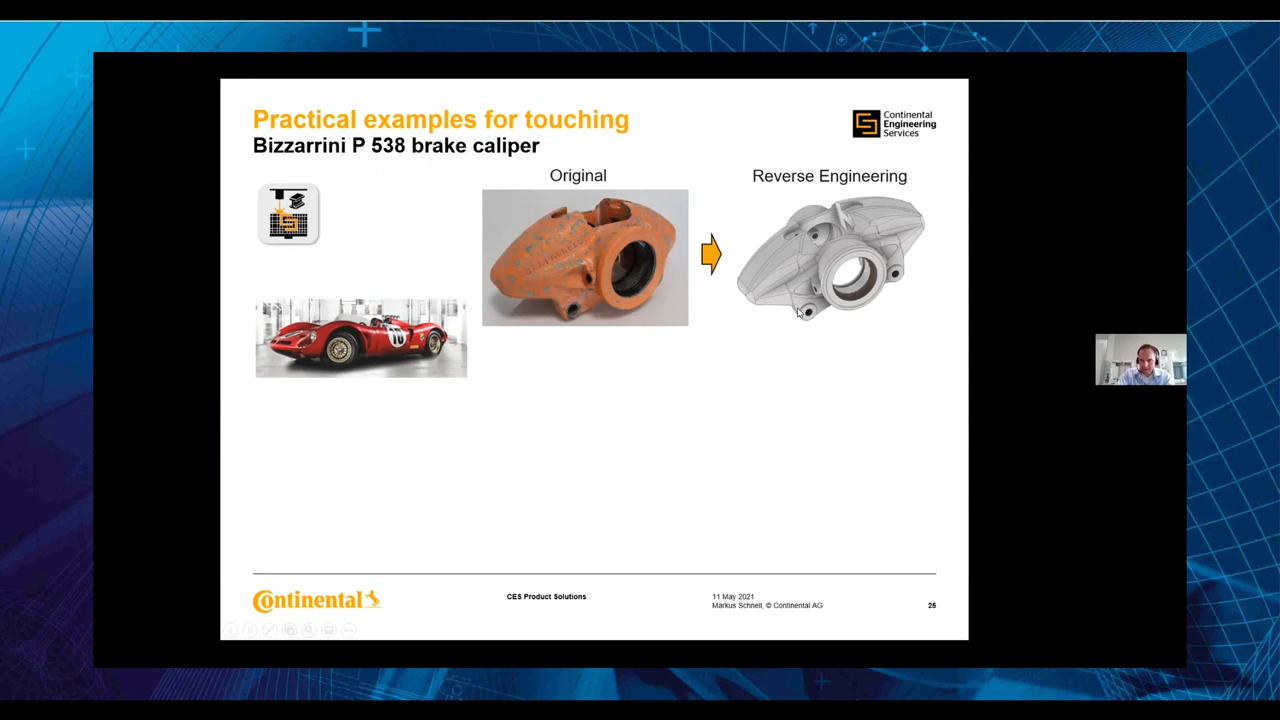 Practical examples for touching
Bizzarrini P 538 brake caliper
Continental
Engineering
Services
Original
Reverse Engineering
10
Continental
CES Product Solutions
11 May 2021
Markus Schnell, © Continental AG
25